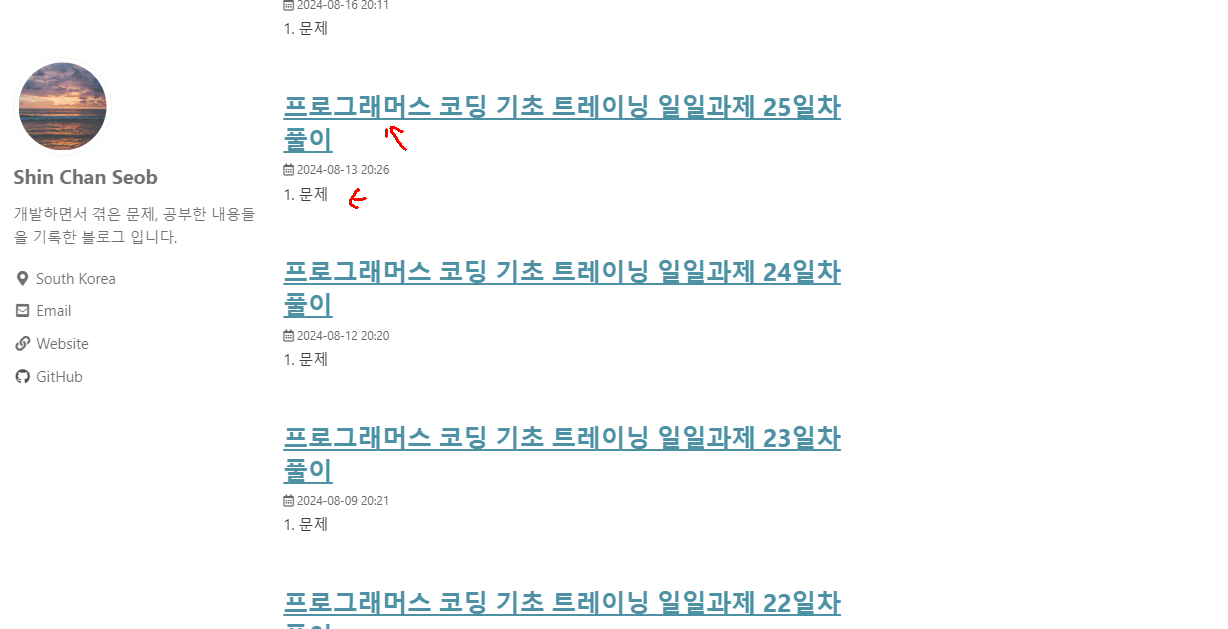 2024-08-16 20:11
1. 문제
프로그래머스 코딩 기초 트레이닝 일일과제 25일차
풀이
2024-08-13 20:26
1. 문제
Shin Chan Seob
개발하면서 겪은 문제, 공부한 내용들
을 기록한 블로그 입니다.
South Korea
Email
Website
GitHub
프로그래머스 코딩 기초 트레이닝 일일과제 24일차
풀이
2024-08-12 20:20
1. 문제
프로그래머스 코딩 기초 트레이닝 일일과제 23일차
풀이
2024-08-09 20:21
1. 문제
프로그래머스 코딩 기초 트레이닝 일일과제 22일차